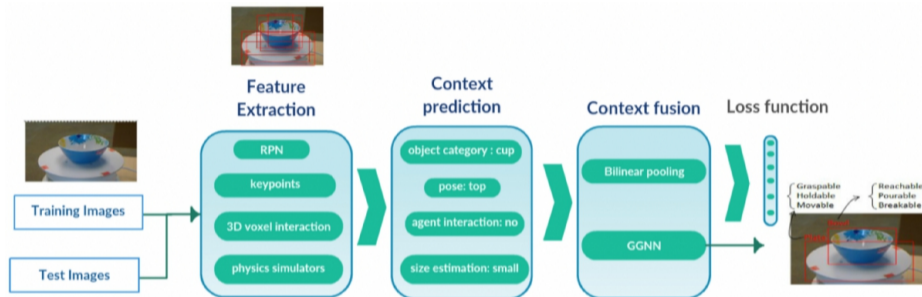 Feature
Extraction
Context
prediction
Context fusion
Loss function
Training Images
Test Images
RPN
keypoints
3D voxel interaction
physics simulators
object category : cup
pose: top
agent interaction: no
size estimation: small
Bilinear pooling
GGNN
Graspable
Holdable
Movable
Reachable
Pourable
Breakable